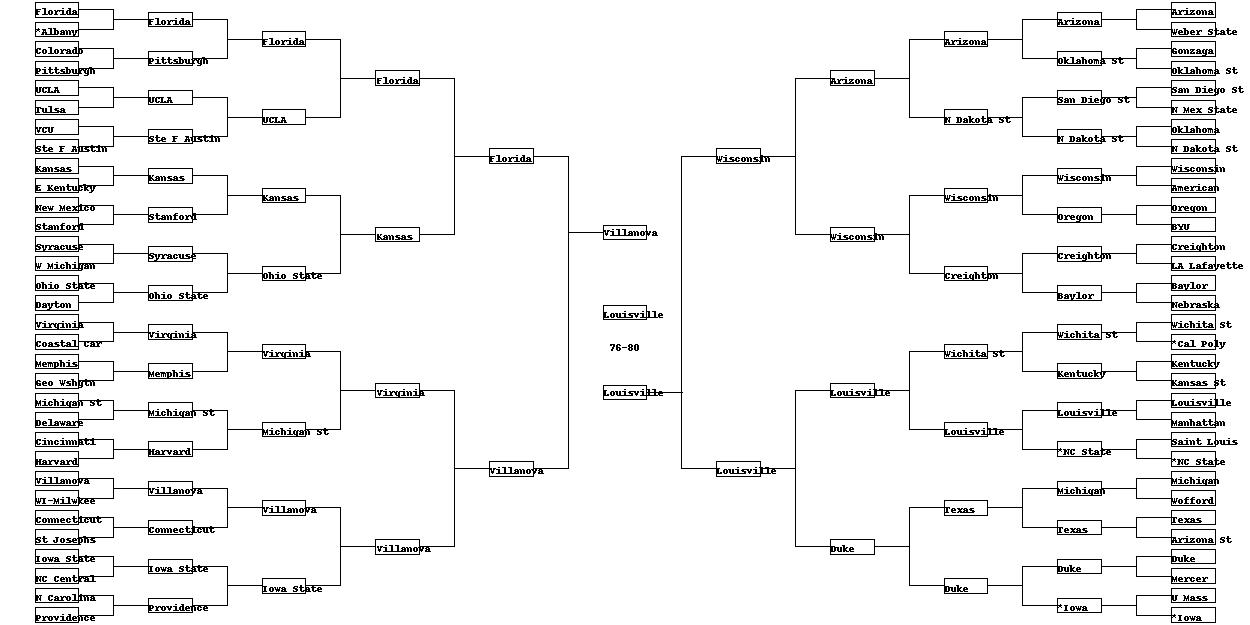 Florida
*Albany
Colorado
Pittsburgh
UCLA
Tulsa
VCU
Ste F Austin
Kansas
E Kentucky
New Mexico
Stanford
Syracuse
W Michigan
Ohio State
Dayton
Virginia
Coastal Car
Memphis
Geo Wshgtn
Michigan St
Delaware
Cincinnati
Harvard
Villanova
WI-Milwkee
Connecticut
St Josephs
Iowa State
NC Central
N Carolina
Providence
Florida
Pittsburgh
UCLA
Ste F Austin
Kansas
Stanford
Syracuse
Ohio State
Virginia
Memphis
Michigan St
Harvard
Villanova
Connecticut
Iowa State
Providence
Florida
UCLA
Kansas
Ohio State
Virginia
Michigan St
Villanova
Iowa State
Florida
Kansas
Virginia
Villanova
Florida
Villanova
Villanova
Louisville
76-80
Louisville
Wisconsin
Louisville
Arizona
Wisconsin
Louisville
Duke
Arizona
N Dakota St
Wisconsin
Creighton
Wichita St
Louisville
Texas
Duke
Arizona
Oklahoma St
San Diego St
N Dakota St
Wisconsin
Oregon
Creighton
Baylor
Wichita St
Kentucky
Louisville
*NC State
Michigan
Texas
Duke
*Iowa
Arizona
Weber State
Gonzaga
Oklahoma St
San Diego St
N Mex State
Oklahoma
N Dakota St
Wisconsin
American
Oregon
BYU
Creighton
LA Lafayette
Baylor
Nebraska
Wichita St
*Cal Poly
Kentucky
Kansas St
Louisville
Manhattan
Saint Louis
*NC State
Michigan
Wofford
Texas
Arizona St
Duke
Mercer
U Mass
*Iowa